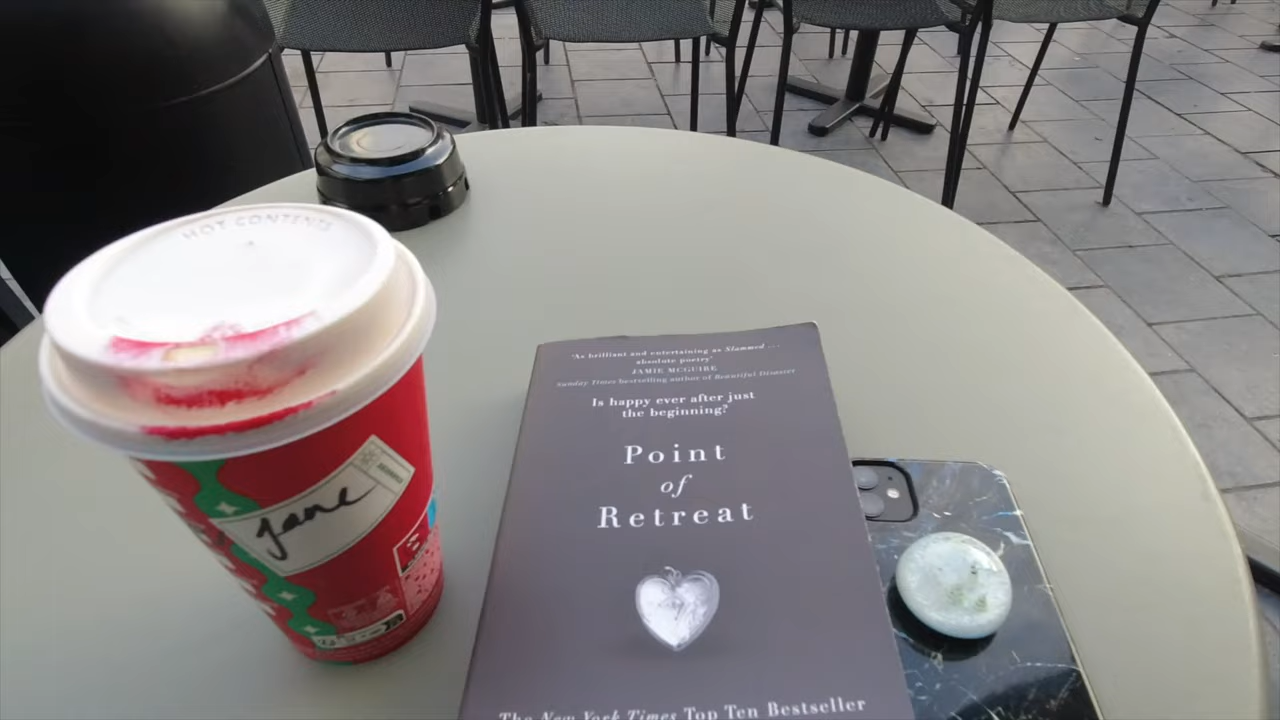 HOT CONTENTS
Jane
'As brilliant and entertaining as Slammed ...
absolute poetry'
JAMIE MCGUIRE
Sunday Times bestselling author of Beautiful Disaster
Is happy ever after just
the beginning?
Point
of
Retreat
The New York Times Top Ten Bestseller